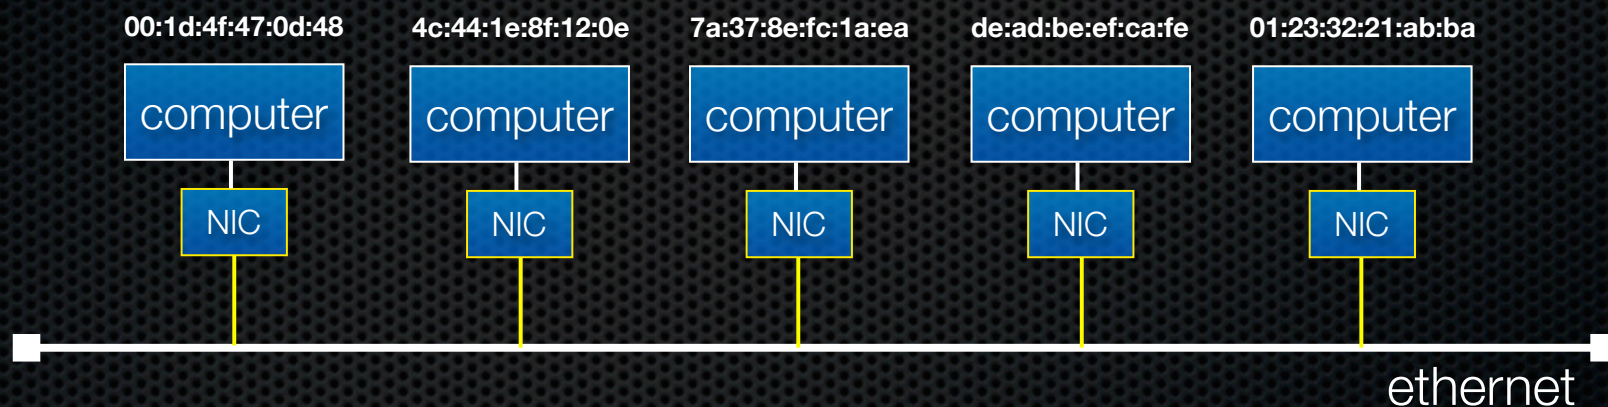 00:1d:4f:47:0d:48 4c:44:1e:8f:12:0e 7a:37:8e:fc:1a:ea de:ad:be:ef:ca:fe 01:23:32:21:ab:ba
computer computer computer computer computer
NIC NIC NIC NIC NIC
ethernet